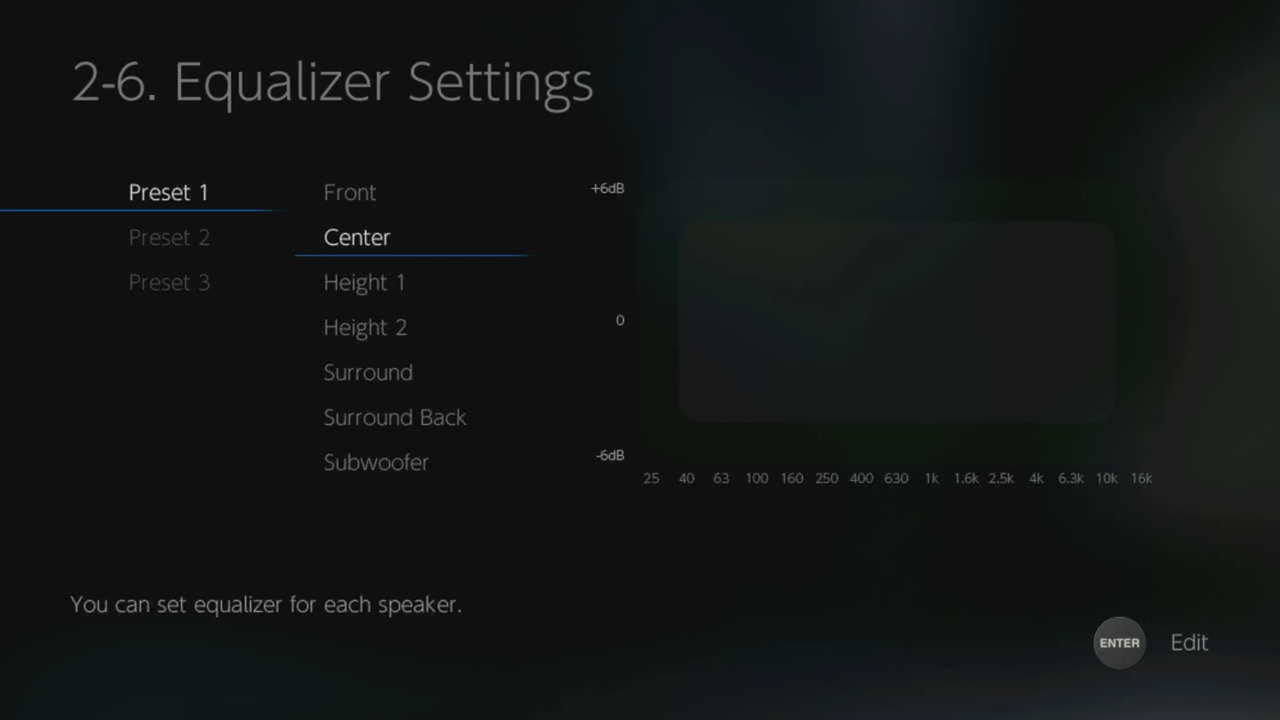 2-6. Equalizer Settings
Preset 1
Preset 2
Preset 3
Front
Center
Height 1
Height 2
Surround
Surround Back
Subwoofer
+6dB
0
-6dB
25 40 63 100 160 250 400 630 1k 1.6k 2.5k 4k 6.3k 10k 16k
You can set equalizer for each speaker.
ENTER Edit